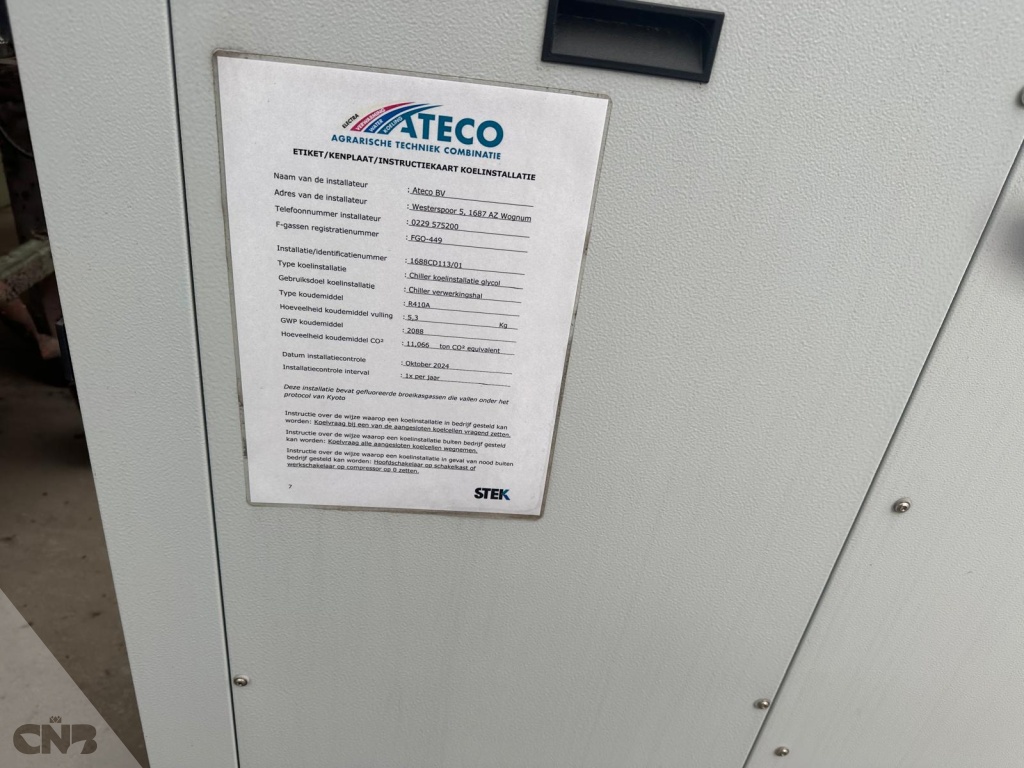 ELECTRA
VERWARMING
WATER
KOELING
ATECO
AGRARISCHE TECHNIEK COMBINATIE
ETIKET/KENPLAAT/INSTRUCTIEKAART KOELINSTALLATIE
Naam van de installateur : Ateco BV
Adres van de installateur : Westerspoor 5, 1687 AZ Wognum
Telefoonnummer installateur : 0229 575200
F-gassen registratienummer : FGO-449
Installatie/identificatienummer : 1688CD113/01
Type koelinstallatie : Chiller koelinstallatie glycol
Gebruiksdoel koelinstallatie : Chiller verwerkingshal
Type koudemiddel : R410A
Hoeveelheid koudemiddel vulling : 5,3 Kg
GWP koudemiddel : 2088
Hoeveelheid koudemiddel CO² : 11,066 ton CO² equivalent
Datum installatiecontrole : Oktober 2024
Installatiecontrole interval : 1x per jaar
Deze installatie bevat gefluoreerde broeikasgassen die vallen onder het
protocol van Kyoto
Instructie over de wijze waarop een koelinstallatie in bedrijf gesteld kan
worden: Koelvraag bij een van de aangesloten koelcellen vragend zetten.
Instructie over de wijze waarop een koelinstallatie buiten bedrijf gesteld
kan worden: Koelvraag alle aangesloten koelcellen wegnemen.
Instructie over de wijze waarop een koelinstallatie in geval van nood buiten
bedrijf gesteld kan worden: Hoofdschakelaar op schakelkast of
werkschakelaar op compressor op 0 zetten.
7
STEK
CNB